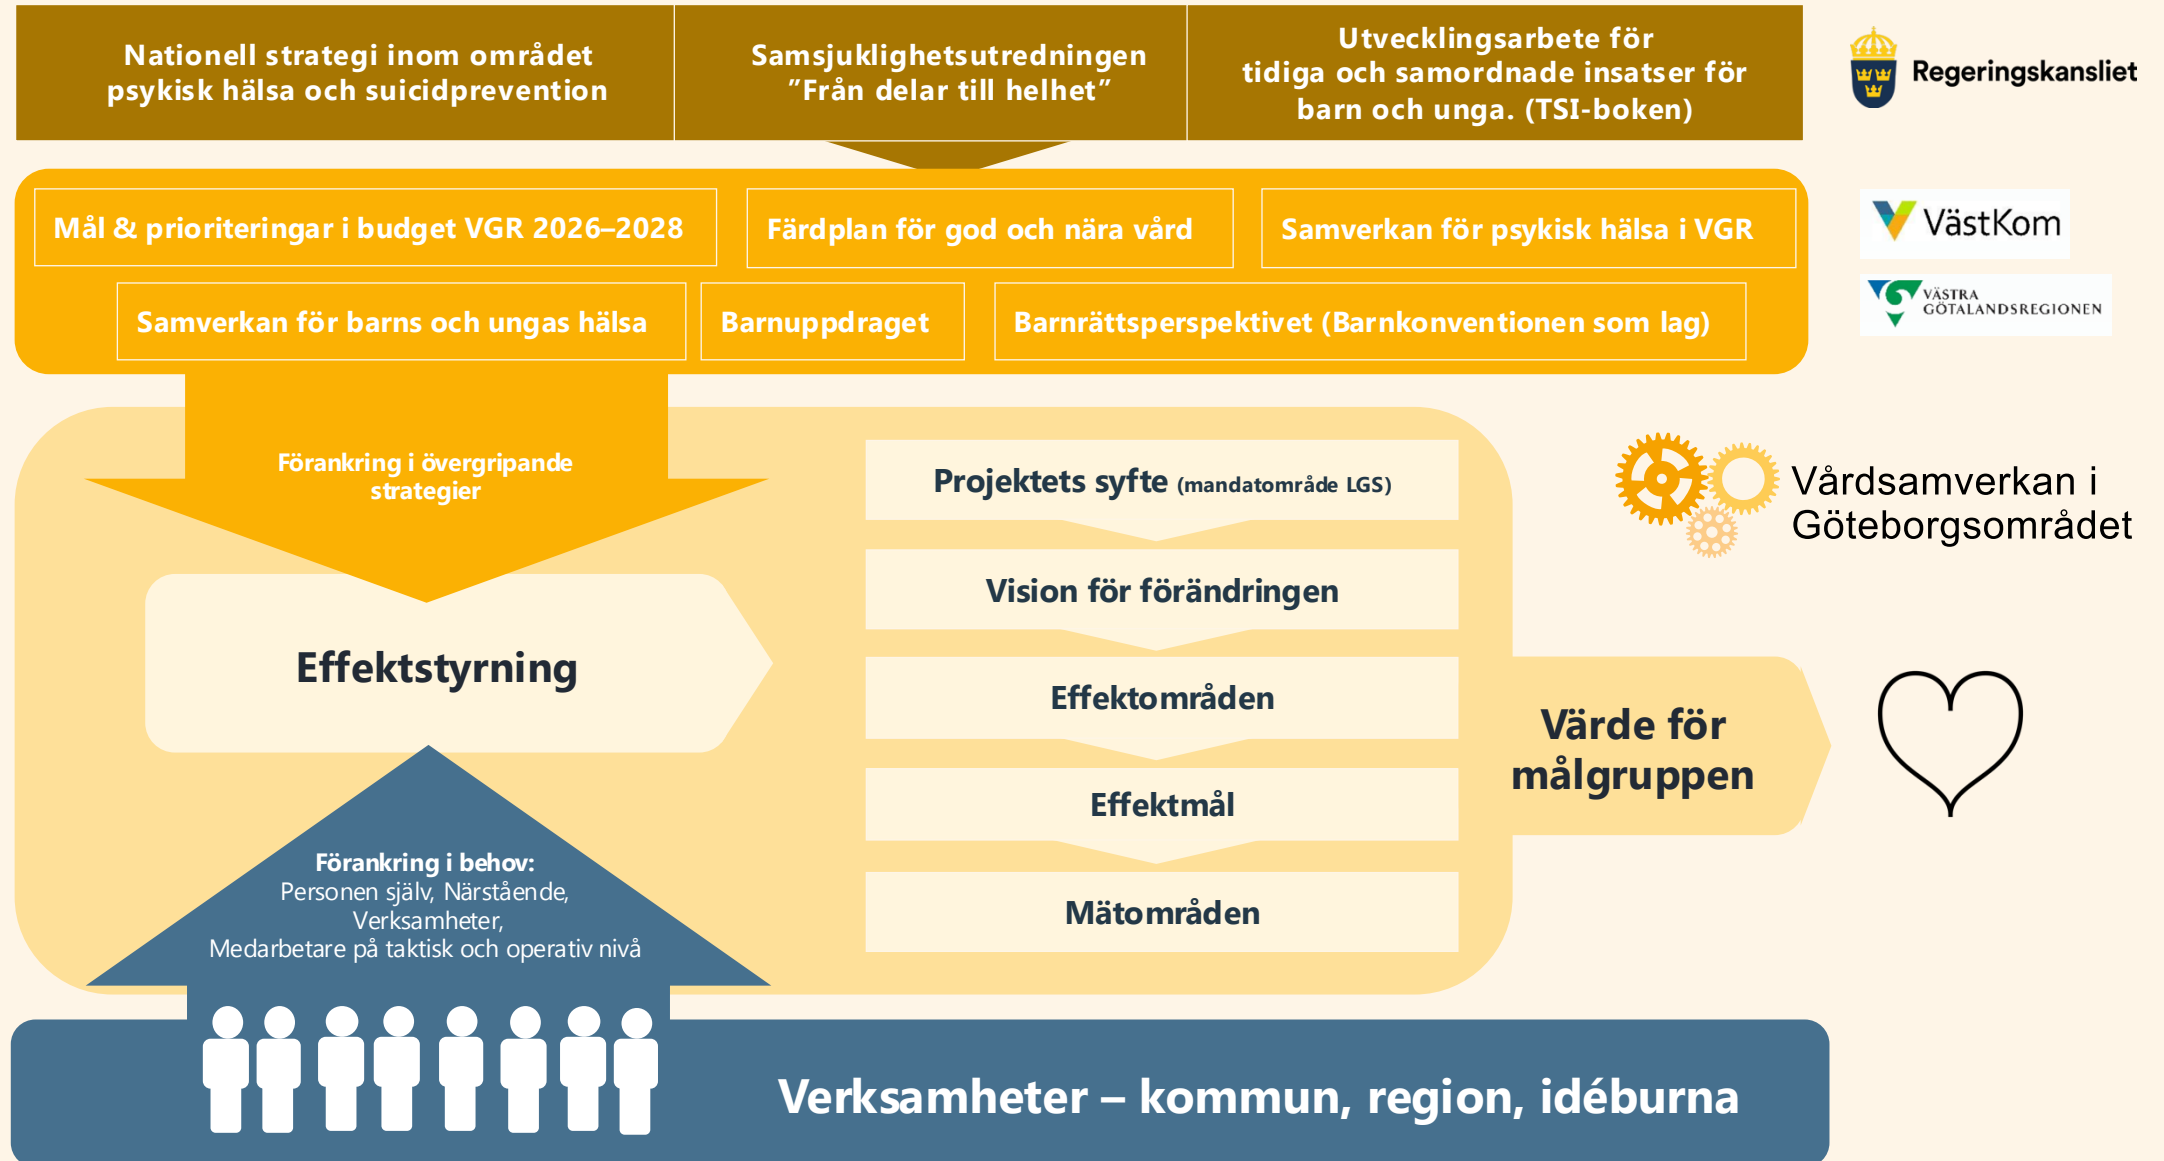 Nationell strategi inom området
psykisk hälsa och suicidprevention
Samsjuklighetsutredningen
”Från delar till helhet”
Utvecklingsarbete för
tidiga och samordnade insatser för
barn och unga. (TSI-boken)
Regeringskansliet
Mål & prioriteringar i budget VGR 2026–2028
Färdplan för god och nära vård
Samverkan för psykisk hälsa i VGR
VästKom
Samverkan för barns och ungas hälsa
Barnuppdraget
Barnrättsperspektivet (Barnkonventionen som lag)
VÄSTRA
GÖTALANDSREGIONEN
Förankring i övergripande
strategier
Projektets syfte (mandatområde LGS)
Vårdsamverkan i
Göteborgsområdet
Vision för förändringen
Effektstyrning
Effektområden
Värde för
målgruppen
Effektmål
Förankring i behov:
Personen själv, Närstående,
Verksamheter,
Medarbetare på taktisk och operativ nivå
Mätområden
Verksamheter – kommun, region, idéburna